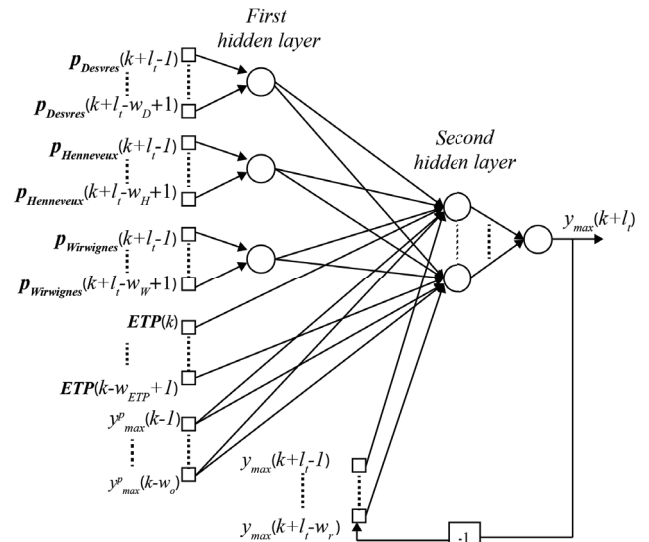 First
hidden layer
p_Desvres(k+l_t-1)
p_Desvres(k+l_t-w_D+1)
p_Henneveux(k+l_t-1)
p_Henneveux(k+l_t-w_H+1)
p_Wirwignes(k+l_t-1)
p_Wirwignes(k+l_t-w_W+1)
ETP(k)
ETP(k-w_ETP+1)
y^p_max(k-1)
y^p_max(k-w_o)
Second
hidden layer
y_max(k+l_t)
y_max(k+l_t-1)
y_max(k+l_t-w_r)
-1